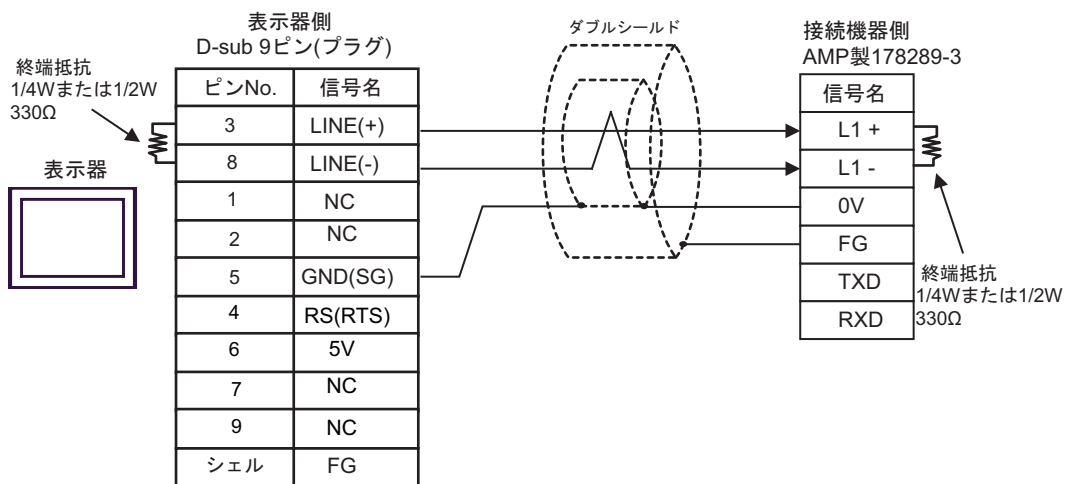 表示器側
D-sub 9ピン(プラグ)
終端抵抗
1/4Wまたは1/2W
330Ω
表示器
ピンNo. 信号名
3 LINE(+)
8 LINE(-)
1 NC
2 NC
5 GND(SG)
4 RS(RTS)
6 5V
7 NC
9 NC
シェル FG
ダブルシールド
接続機器側
AMP製178289-3
信号名
L1 +
L1 -
0V
FG
TXD
RXD
終端抵抗
1/4Wまたは1/2W
330Ω